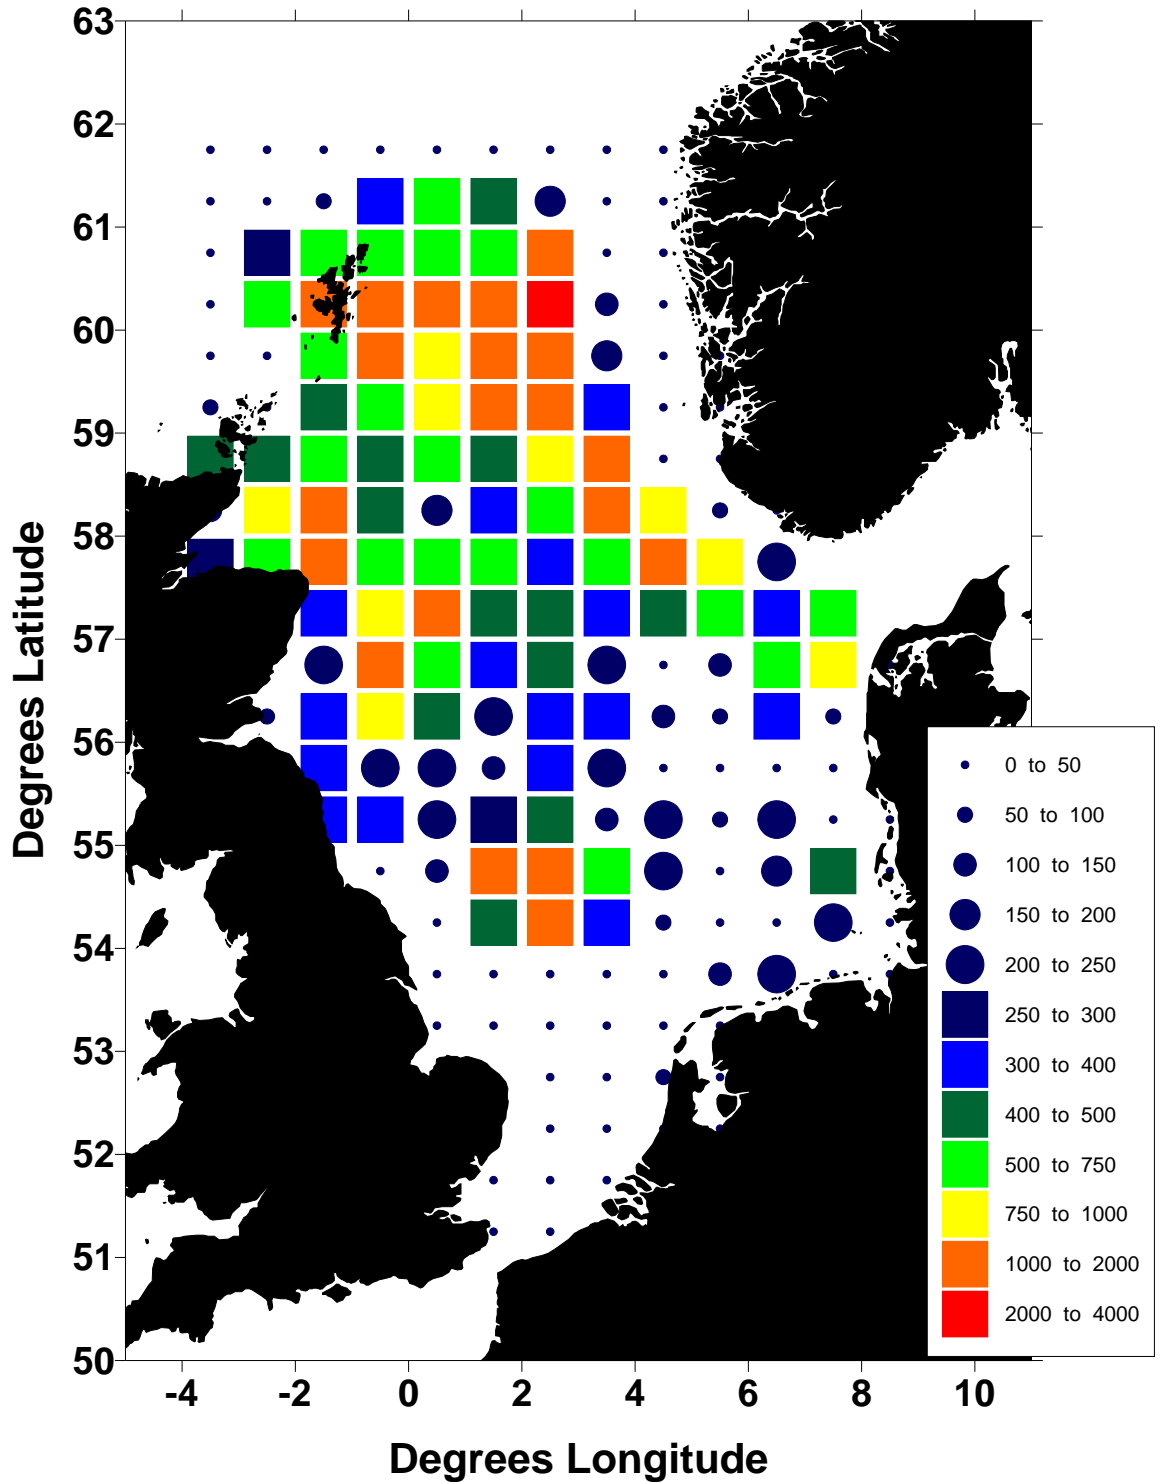 63
62
61
60
59
58
57
56
55
54
53
52
51
50
Degrees Latitude
-4 -2 0 2 4 6 8 10
Degrees Longitude
0 to 50
50 to 100
100 to 150
150 to 200
200 to 250
250 to 300
300 to 400
400 to 500
500 to 750
750 to 1000
1000 to 2000
2000 to 4000